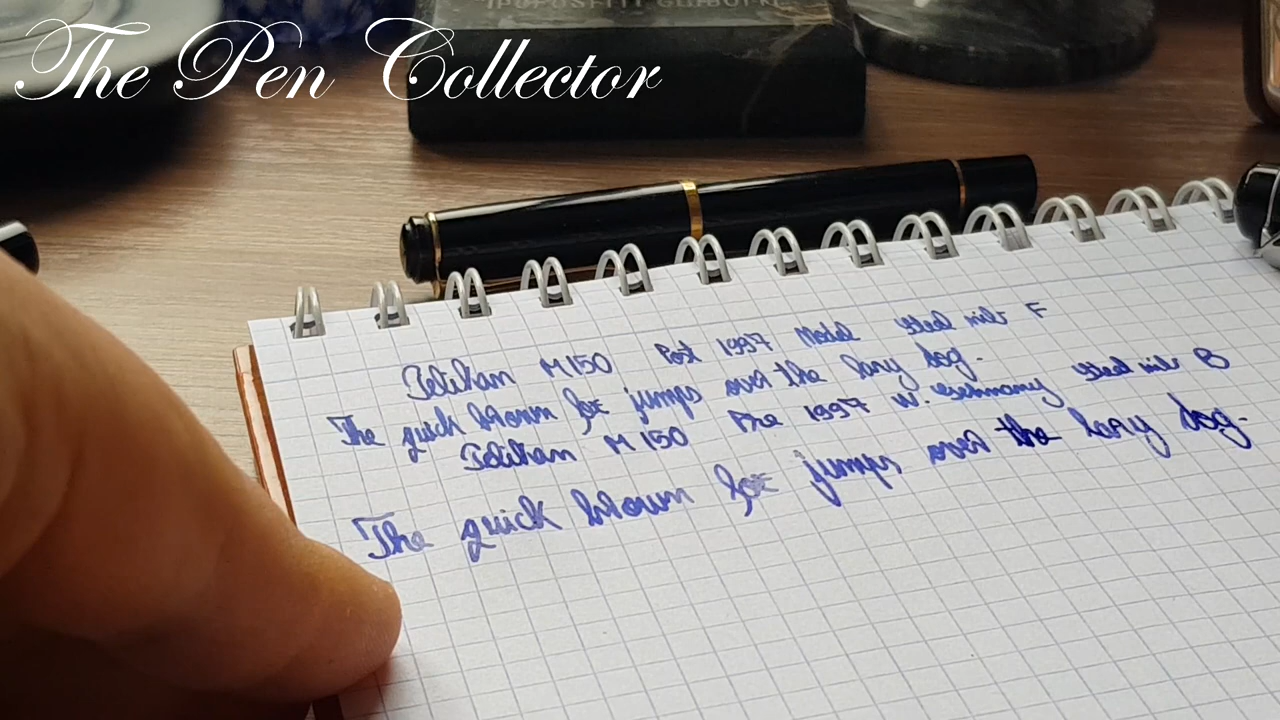 The Pen Collector
Pelikan M150 Post 1997 Model Steel nib F
The quick brown fox jumps over the lazy dog.
Pelikan M150 Pre 1997 W. Germany Steel nib B
The quick brown fox jumps over the lazy dog.